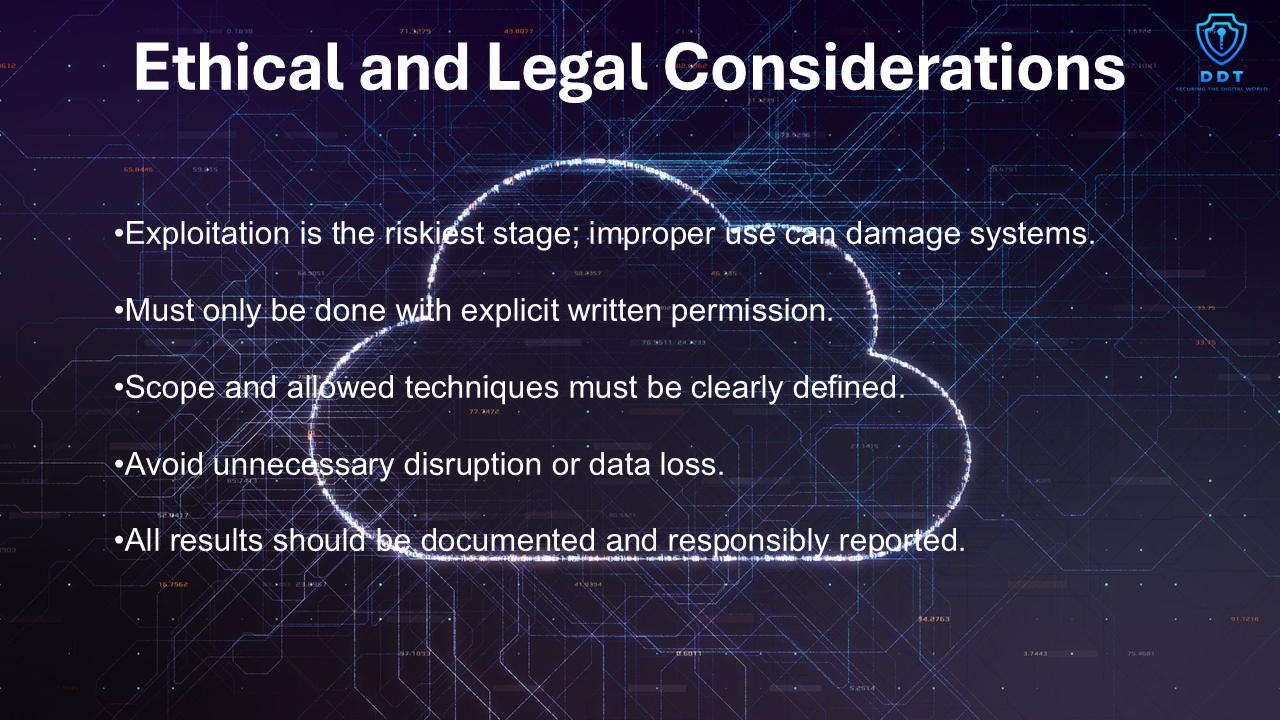 Ethical and Legal Considerations
DDT
SECURING THE DIGITAL WORLD
•Exploitation is the riskiest stage; improper use can damage systems.
•Must only be done with explicit written permission.
•Scope and allowed techniques must be clearly defined.
•Avoid unnecessary disruption or data loss.
•All results should be documented and responsibly reported.